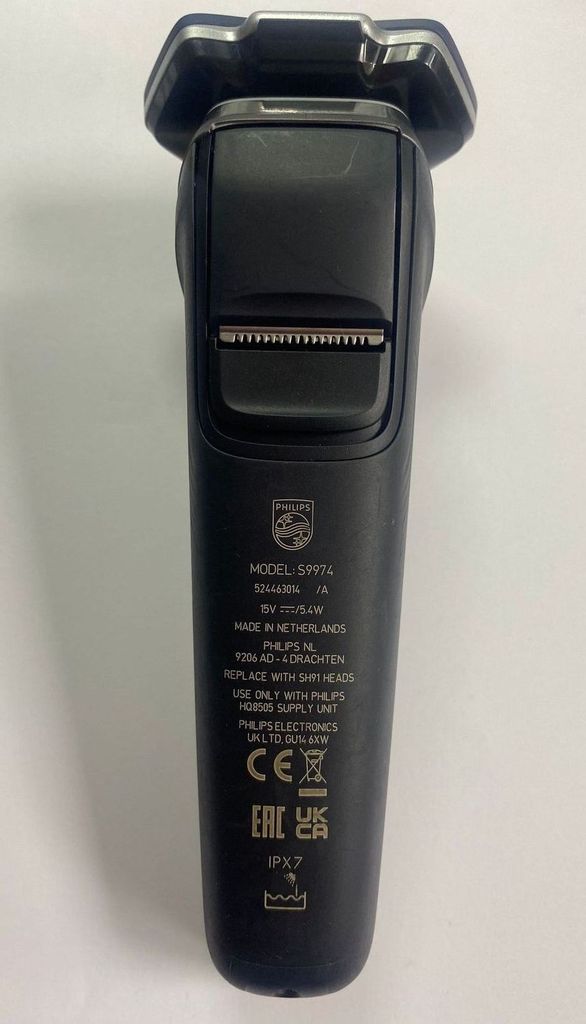 PHILIPS
MODEL: S9974
524463014 /A
15V ⎓/5.4W
MADE IN NETHERLANDS
PHILIPS NL
9206 AD - 4 DRACHTEN
REPLACE WITH SH91 HEADS
USE ONLY WITH PHILIPS
HQ8505 SUPPLY UNIT
PHILIPS ELECTRONICS
UK LTD, GU14 6XW
CE
EAC UK
CA
IPX7